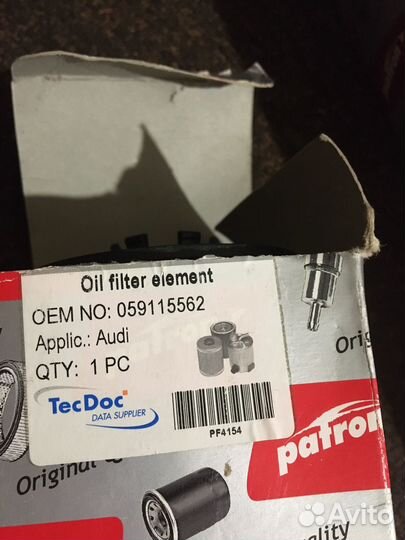 Oil filter element
OEM NO: 059115562
Applic.: Audi
QTY: 1 PC
TecDoc
DATA SUPPLIER
PF4154
Orig
patron
Original
Avito